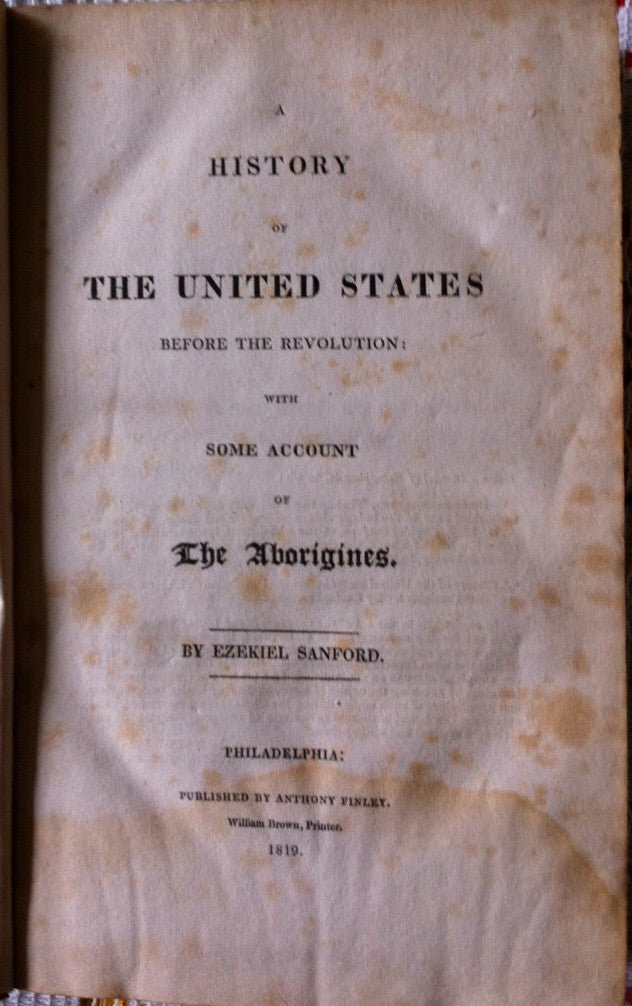 A
HISTORY
OF
THE UNITED STATES
BEFORE THE REVOLUTION:
WITH
SOME ACCOUNT
OF
The Aborigines.
BY EZEKIEL SANFORD.
PHILADELPHIA:
PUBLISHED BY ANTHONY FINLEY.
William Brown, Printer.
1819.